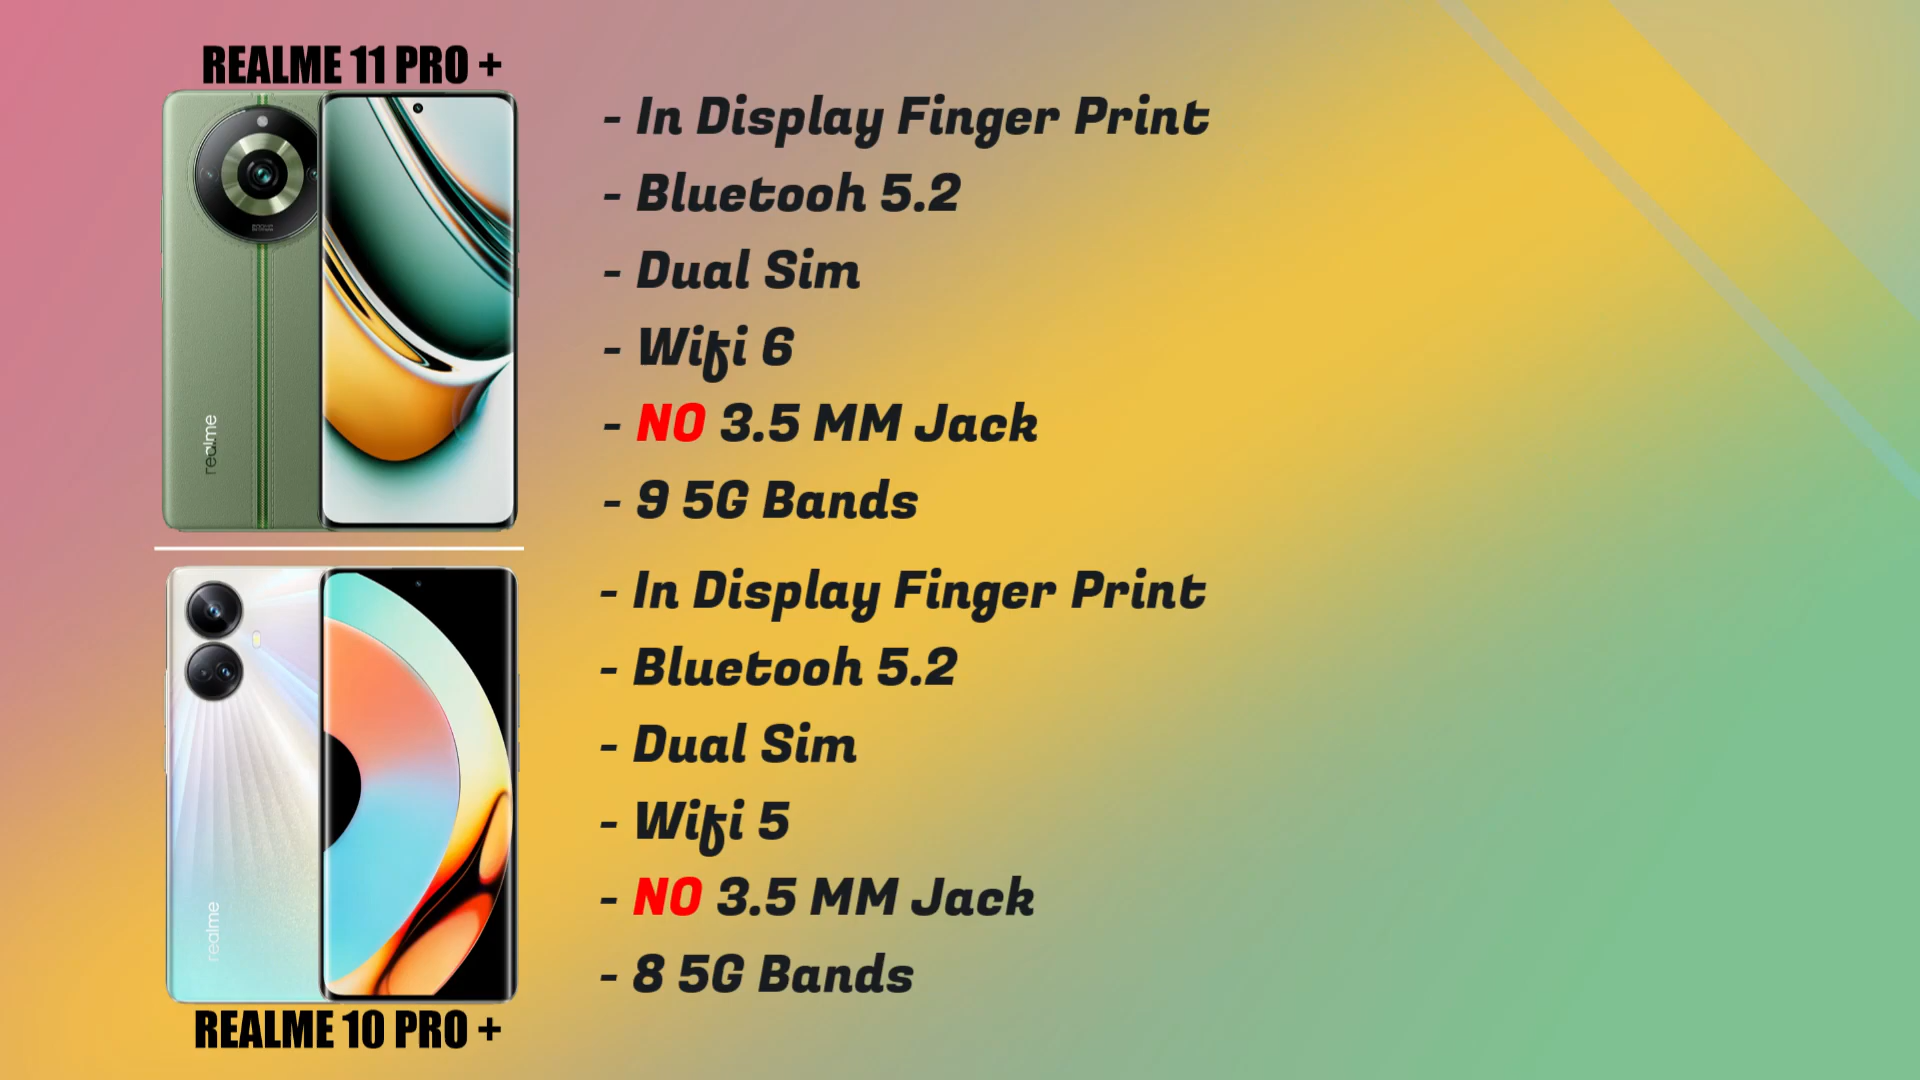 REALME 11 PRO +
realme
- In Display Finger Print
- Bluetooh 5.2
- Dual Sim
- Wifi 6
- NO 3.5 MM Jack
- 9 5G Bands
- In Display Finger Print
- Bluetooh 5.2
- Dual Sim
- Wifi 5
- NO 3.5 MM Jack
- 8 5G Bands
realme
REALME 10 PRO +